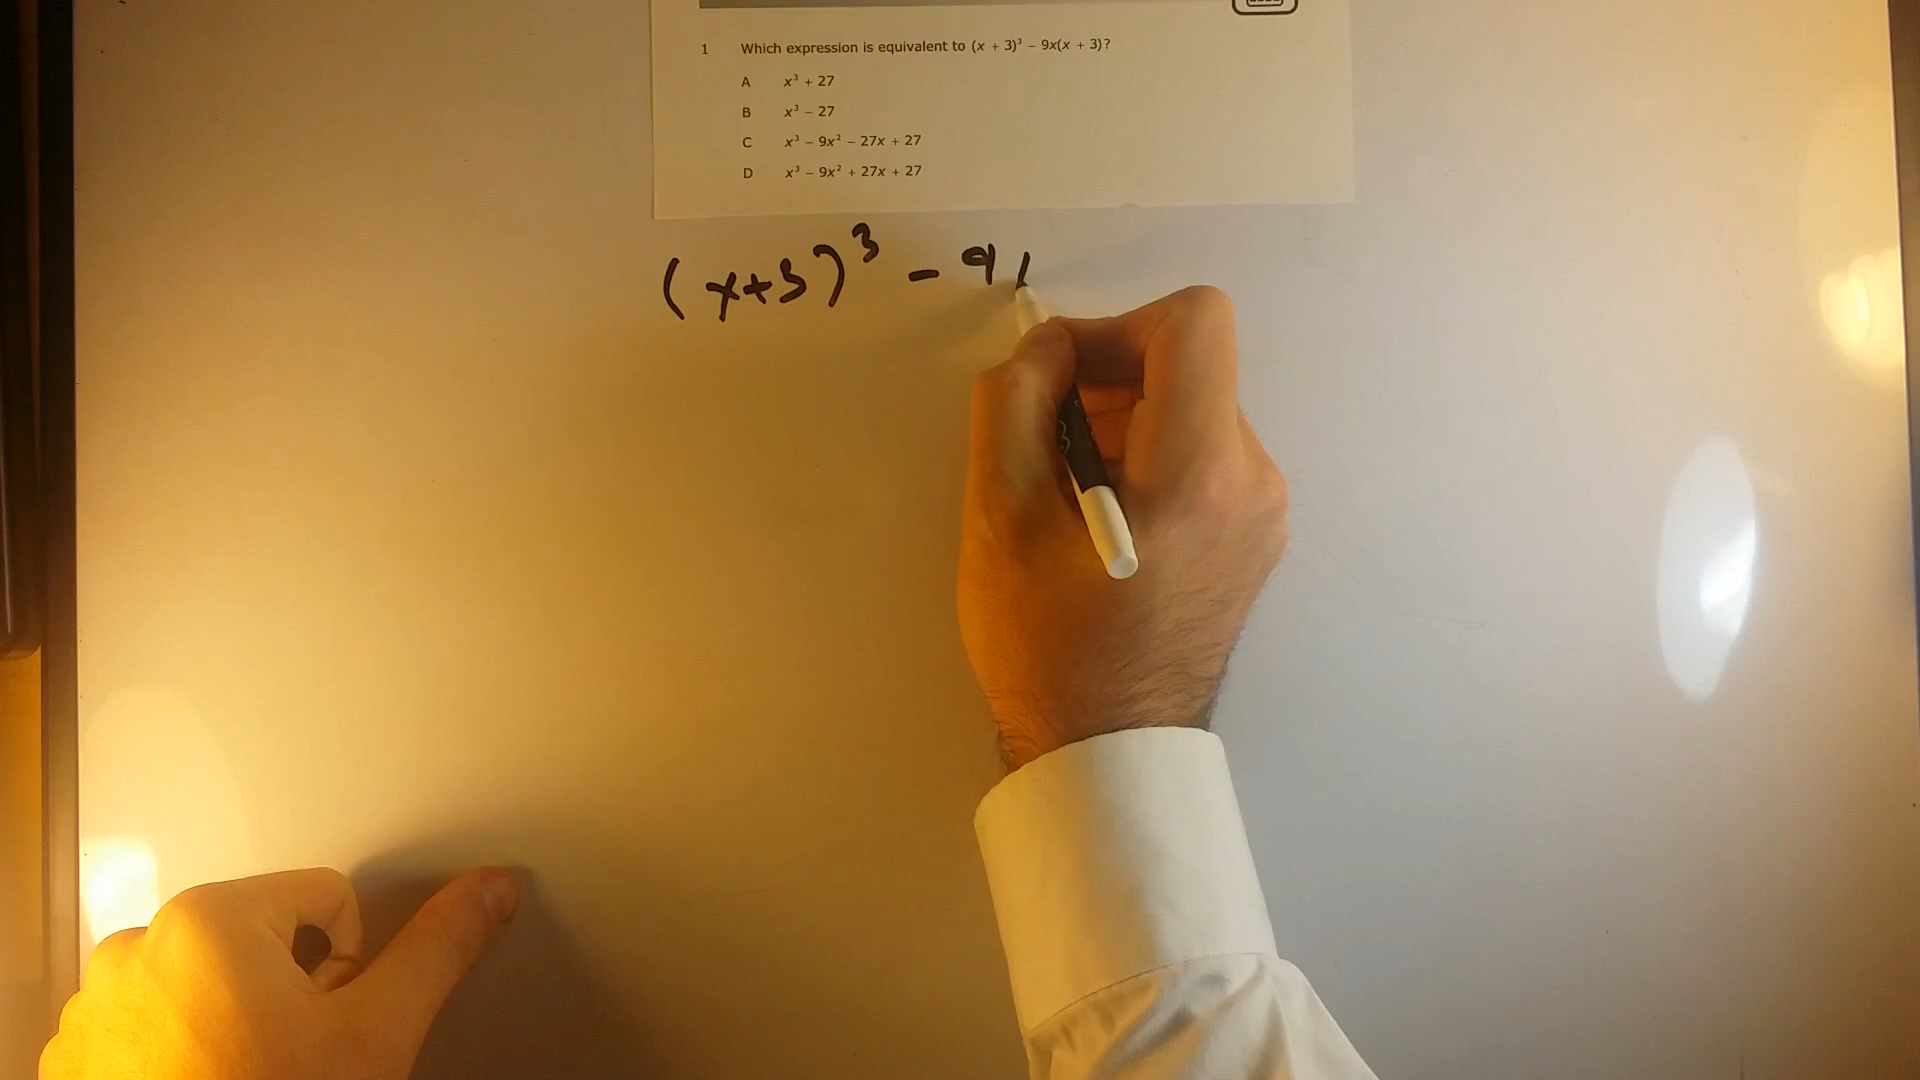 1 Which expression is equivalent to (x + 3)³ – 9x(x + 3)?
A x³ + 27
B x³ – 27
C x³ – 9x² – 27x + 27
D x³ – 9x² + 27x + 27
(x+3)³ - 9